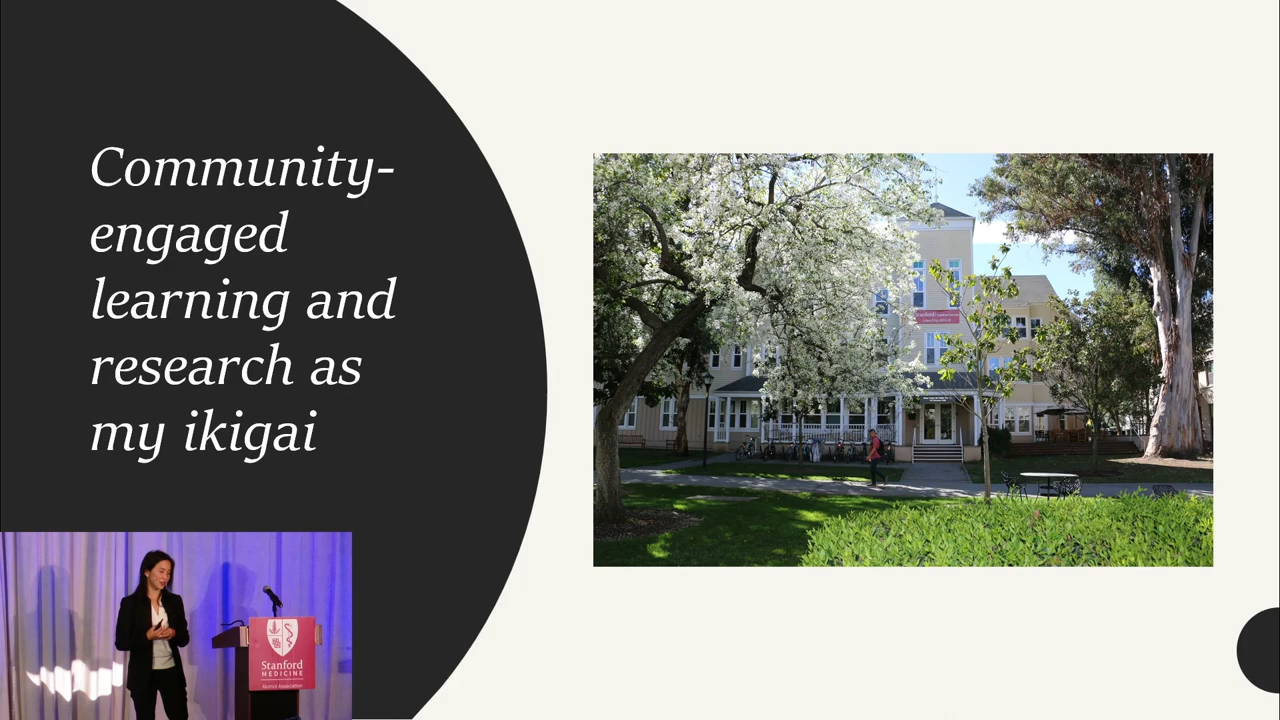 Community-
engaged
learning and
research as
my ikigai
Stanford
MEDICINE
Alumni Association